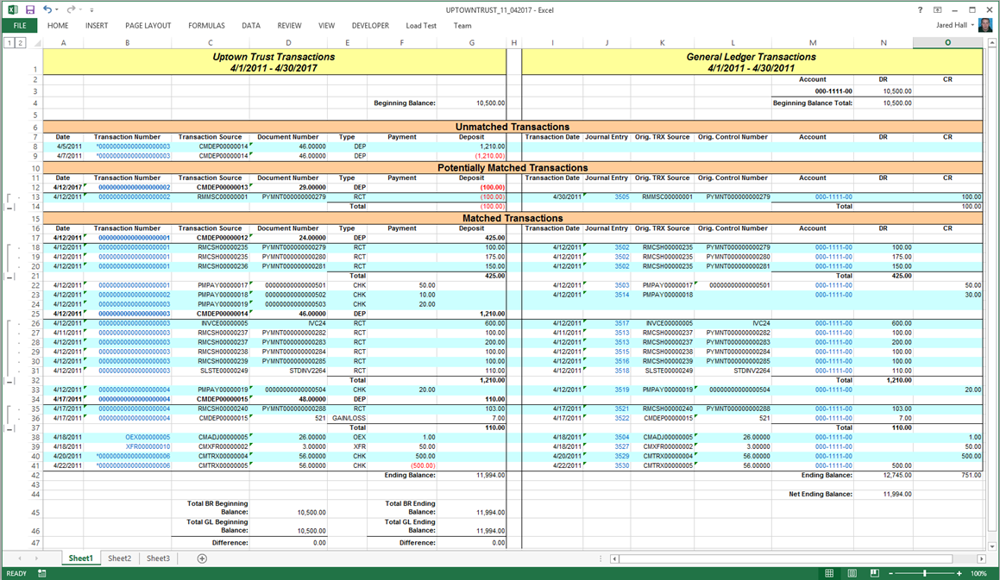 UPTOWNTRUST_11_042017 - Excel
FILE HOME INSERT PAGE LAYOUT FORMULAS DATA REVIEW VIEW DEVELOPER Load Test Team Jared Hall
1 2 A B C D E F G H I J K L M N O
Uptown Trust Transactions General Ledger Transactions
1 4/1/2011 - 4/30/2017 4/1/2011 - 4/30/2011
2 Account DR CR
3 000-1111-00 10,500.00
4 Beginning Balance: 10,500.00 Beginning Balance Total: 10,500.00
5
6 Unmatched Transactions
7 Date Transaction Number Transaction Source Document Number Type Payment Deposit Transaction Date Journal Entry Orig. TRX Source Orig. Control Number Account DR CR
8 4/5/2011 *0000000000000000003 CMDEP00000014 46.00000 DEP 1,210.00
9 4/7/2011 *0000000000000000003 CMDEP00000014 46.00000 DEP (1,210.00)
10 Potentially Matched Transactions
11 Date Transaction Number Transaction Source Document Number Type Payment Deposit Transaction Date Journal Entry Orig. TRX Source Orig. Control Number Account DR CR
12 4/12/2017 0000000000000000002 CMDEP00000013 29.00000 DEP (100.00)
13 4/12/2011 0000000000000000002 RMMSC00000001 PYMNT000000000279 RCT (100.00) 4/30/2011 3505 RMMSC00000001 PYMNT000000000279 000-1111-00 100.00
14 Total (100.00) Total 100.00
15 Matched Transactions
16 Date Transaction Number Transaction Source Document Number Type Payment Deposit Transaction Date Journal Entry Orig. TRX Source Orig. Control Number Account DR CR
17 4/12/2011 0000000000000000001 CMDEP00000012 24.00000 DEP 425.00
18 4/12/2011 0000000000000000001 RMCSH00000235 PYMNT000000000279 RCT 100.00 4/12/2011 3502 RMCSH00000235 PYMNT000000000279 000-1111-00 100.00
19 4/12/2011 0000000000000000001 RMCSH00000235 PYMNT000000000280 RCT 175.00 4/12/2011 3502 RMCSH00000235 PYMNT000000000280 000-1111-00 175.00
20 4/12/2011 0000000000000000001 RMCSH00000236 PYMNT000000000281 RCT 150.00 4/12/2011 3502 RMCSH00000235 PYMNT000000000281 000-1111-00 150.00
21 Total 425.00 Total 425.00
22 4/12/2011 0000000000000000001 PMPAY00000017 0000000000000000501 CHK 50.00 4/12/2011 3503 PMPAY00000017 0000000000000000501 000-1111-00 50.00
23 4/12/2011 0000000000000000002 PMPAY00000018 0000000000000000502 CHK 10.00 4/12/2011 3514 PMPAY00000018 000-1111-00 30.00
24 4/12/2011 0000000000000000003 PMPAY00000019 0000000000000000503 CHK 20.00
25 4/12/2011 0000000000000000003 CMDEP00000014 46.00000 DEP 1,210.00
26 4/12/2011 0000000000000000003 INVCE00000005 IVC24 RCT 600.00 4/12/2011 3517 INVCE00000005 IVC24 000-1111-00 600.00
27 4/11/2011 0000000000000000003 RMCSH00000237 PYMNT000000000282 RCT 100.00 4/11/2011 3513 RMCSH00000237 PYMNT000000000282 000-1111-00 100.00
28 4/12/2011 0000000000000000003 RMCSH00000237 PYMNT000000000283 RCT 200.00 4/12/2011 3513 RMCSH00000237 PYMNT000000000283 000-1111-00 200.00
29 4/12/2011 0000000000000000003 RMCSH00000238 PYMNT000000000284 RCT 100.00 4/12/2011 3515 RMCSH00000238 PYMNT000000000284 000-1111-00 100.00
30 4/12/2011 0000000000000000003 RMCSH00000239 PYMNT000000000285 RCT 100.00 4/12/2011 3516 RMCSH00000239 PYMNT000000000285 000-1111-00 100.00
31 4/12/2011 0000000000000000003 SLSTE00000249 STDINV2264 RCT 110.00 4/12/2011 3518 SLSTE00000249 STDINV2264 000-1111-00 110.00
32 Total 1,210.00 Total 1,210.00
33 4/12/2011 0000000000000000004 PMPAY00000019 0000000000000000504 CHK 20.00 4/12/2011 3519 PMPAY00000019 0000000000000000504 000-1111-00 20.00
34 4/17/2011 0000000000000000004 CMDEP00000015 48.00000 DEP 110.00
35 4/17/2011 0000000000000000004 RMCSH00000240 PYMNT000000000288 RCT 103.00 4/17/2011 3521 RMCSH00000240 PYMNT000000000288 000-1111-00 103.00
36 4/17/2011 0000000000000000004 CMDEP00000015 521 GAIN/LOSS 7.00 4/17/2011 3522 CMDEP00000015 521 000-1111-00 7.00
37 Total 110.00 Total 110.00
38 4/18/2011 OEX000000005 CMADJ00000005 26.00000 OEX 1.00 4/18/2011 3504 CMADJ00000005 26.00000 000-1111-00 1.00
39 4/18/2011 XFR000000010 CMXFR00000002 3.00000 XFR 50.00 4/18/2011 3527 CMXFR00000002 3.00000 000-1111-00 50.00
40 4/20/2011 *0000000000000000006 CMTRX00000004 56.00000 CHK 500.00 4/20/2011 3529 CMTRX00000004 56.00000 000-1111-00 500.00
41 4/22/2011 *0000000000000000006 CMTRX00000005 56.00000 CHK (500.00) 4/22/2011 3530 CMTRX00000005 56.00000 000-1111-00 500.00
42 Ending Balance: 11,994.00 Ending Balance: 12,745.00 751.00
43
44 Net Ending Balance: 11,994.00
Total BR Beginning Total BR Ending
45 Balance: 10,500.00 Balance: 11,994.00
Total GL Beginning Total GL Ending
46 Balance: 10,500.00 Balance: 11,994.00
47 Difference: 0.00 Difference: 0.00
Sheet1 Sheet2 Sheet3
READY 100%